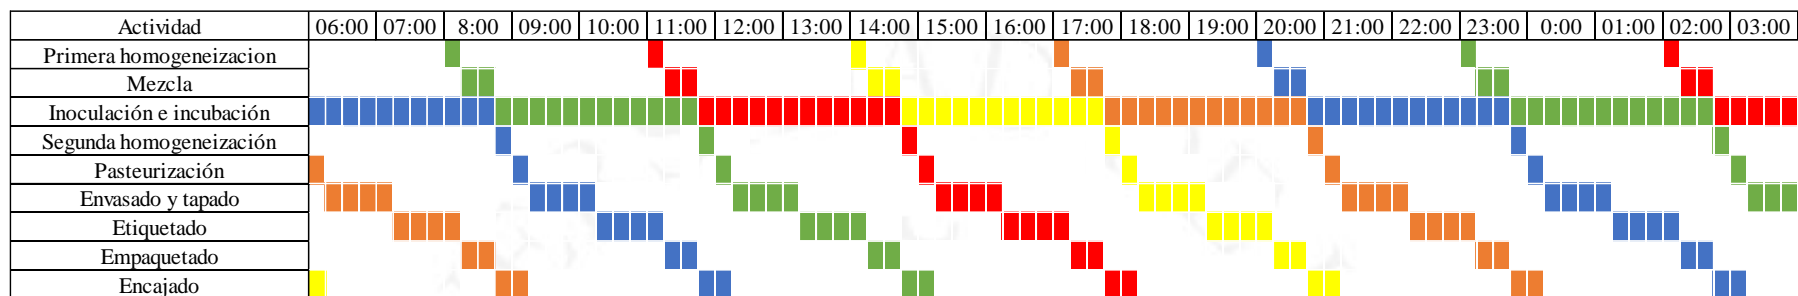 Actividad 06:00 07:00 8:00 09:00 10:00 11:00 12:00 13:00 14:00 15:00 16:00 17:00 18:00 19:00 20:00 21:00 22:00 23:00 0:00 01:00 02:00 03:00
Primera homogeneizacion
Mezcla
Inoculación e incubación
Segunda homogeneización
Pasteurización
Envasado y tapado
Etiquetado
Empaquetado
Encajado